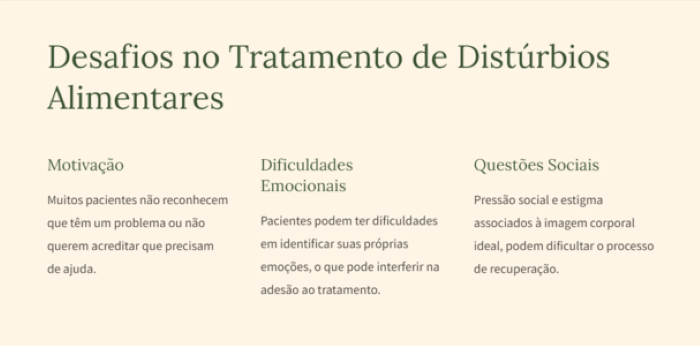 Desafios no Tratamento de Distúrbios
Alimentares
Motivação
Muitos pacientes não reconhecem
que têm um problema ou não
querem acreditar que precisam
de ajuda.
Dificuldades
Emocionais
Pacientes podem ter dificuldades
em identificar suas próprias
emoções, o que pode interferir na
adesão ao tratamento.
Questões Sociais
Pressão social e estigma
associados à imagem corporal
ideal, podem dificultar o processo
de recuperação.